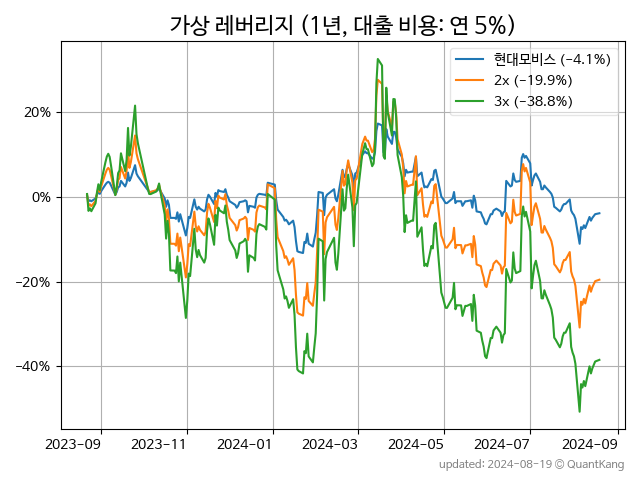 가상 레버리지 (1년, 대출 비용: 연 5%)
현대모비스 (−4.1%)
2x (−19.9%)
3x (−38.8%)
20%
0%
−20%
−40%
2023−09 2023−11 2024−01 2024−03 2024−05 2024−07 2024−09
updated: 2024−08−19 © QuantKang